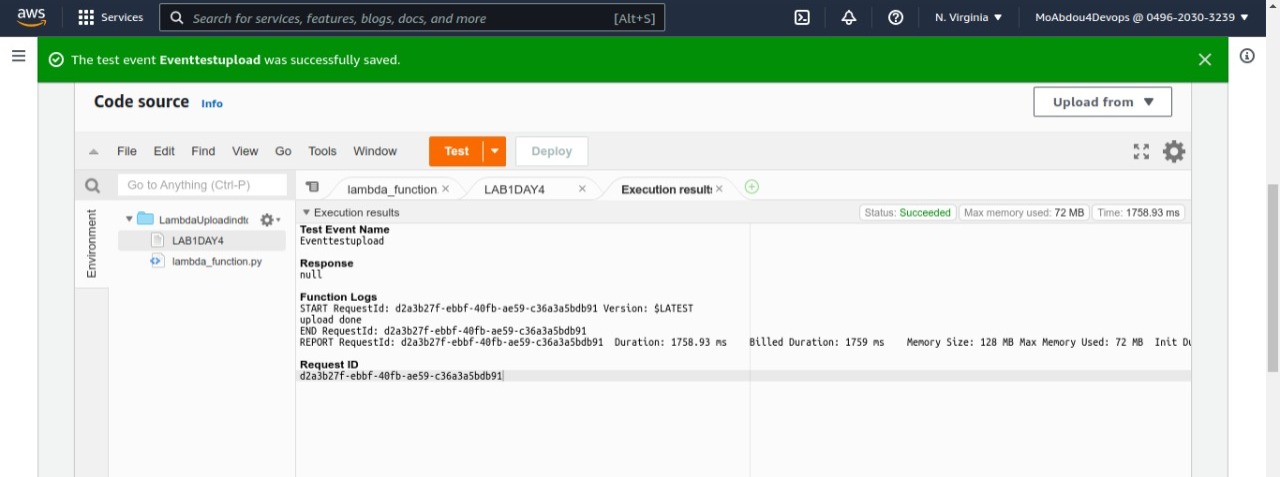 aws
Services
Search for services, features, blogs, docs, and more
[Alt+S]
N. Virginia
MoAbdou4Devops @ 0496-2030-3239
The test event Eventtestupload was successfully saved.
Code source Info
Upload from
File Edit Find View Go Tools Window
Test
Deploy
Go to Anything (Ctrl-P)
lambda_function
LAB1DAY4
Execution result
Environment
LambdaUploadindt
LAB1DAY4
lambda_function.py
Execution results
Status: Succeeded
Max memory used: 72 MB
Time: 1758.93 ms
Test Event Name
Eventtestupload
Response
null
Function Logs
START RequestId: d2a3b27f-ebbf-40fb-ae59-c36a3a5bdb91 Version: $LATEST
upload done
END RequestId: d2a3b27f-ebbf-40fb-ae59-c36a3a5bdb91
REPORT RequestId: d2a3b27f-ebbf-40fb-ae59-c36a3a5bdb91 Duration: 1758.93 ms Billed Duration: 1759 ms Memory Size: 128 MB Max Memory Used: 72 MB Init Du
Request ID
d2a3b27f-ebbf-40fb-ae59-c36a3a5bdb91